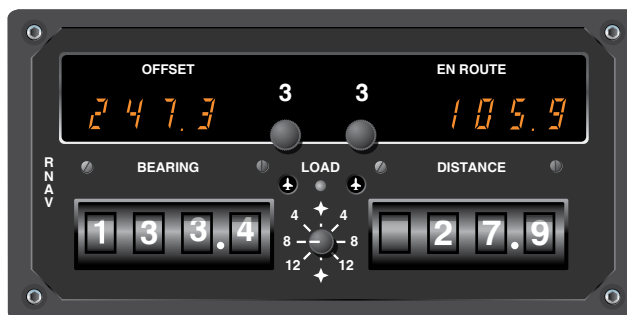 OFFSET EN ROUTE
3 3
247.3 105.9
RNAV
BEARING LOAD DISTANCE
4 4
133.4 8 8 27.9
12 12